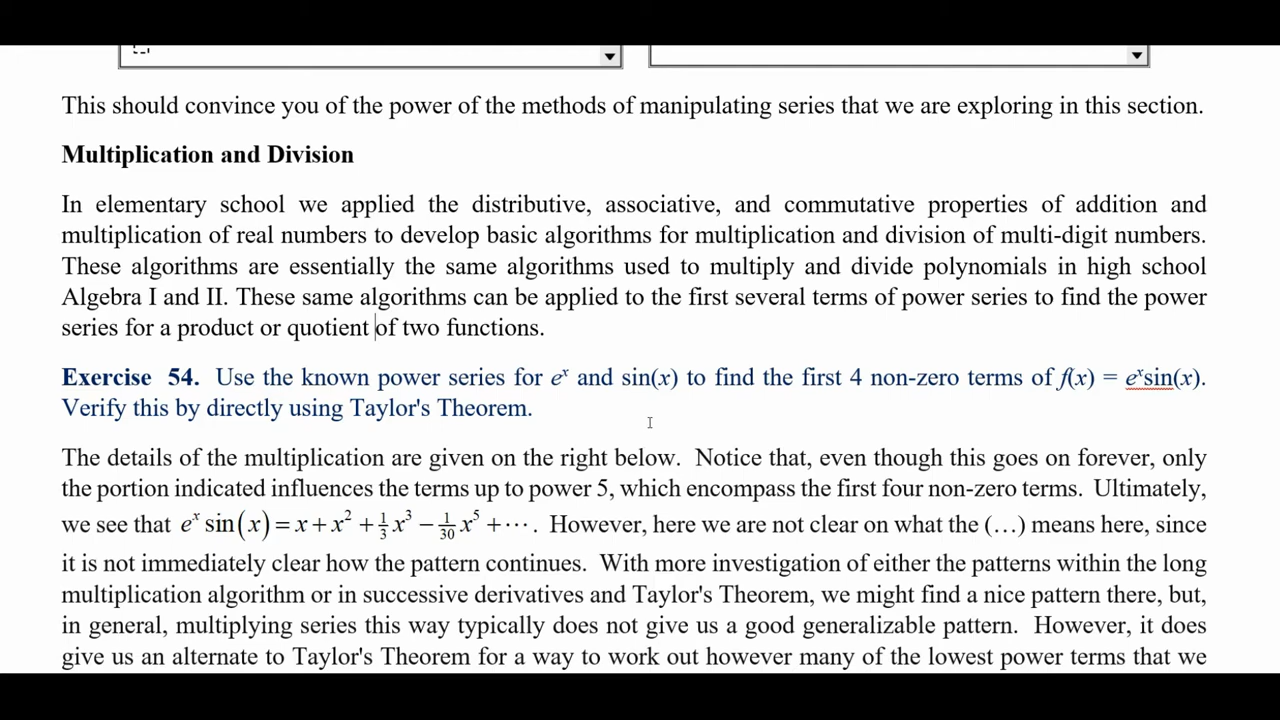 This should convince you of the power of the methods of manipulating series that we are exploring in this section.
Multiplication and Division
In elementary school we applied the distributive, associative, and commutative properties of addition and
multiplication of real numbers to develop basic algorithms for multiplication and division of multi-digit numbers.
These algorithms are essentially the same algorithms used to multiply and divide polynomials in high school
Algebra I and II. These same algorithms can be applied to the first several terms of power series to find the power
series for a product or quotient of two functions.
Exercise 54. Use the known power series for eˣ and sin(x) to find the first 4 non-zero terms of f(x) = eˣsin(x).
Verify this by directly using Taylor's Theorem.
The details of the multiplication are given on the right below. Notice that, even though this goes on forever, only
the portion indicated influences the terms up to power 5, which encompass the first four non-zero terms. Ultimately,
we see that eˣ sin(x) = x + x² + 1/3 x³ − 1/30 x⁵ + ⋯. However, here we are not clear on what the (…) means here, since
it is not immediately clear how the pattern continues. With more investigation of either the patterns within the long
multiplication algorithm or in successive derivatives and Taylor's Theorem, we might find a nice pattern there, but,
in general, multiplying series this way typically does not give us a good generalizable pattern. However, it does
give us an alternate to Taylor's Theorem for a way to work out however many of the lowest power terms that we